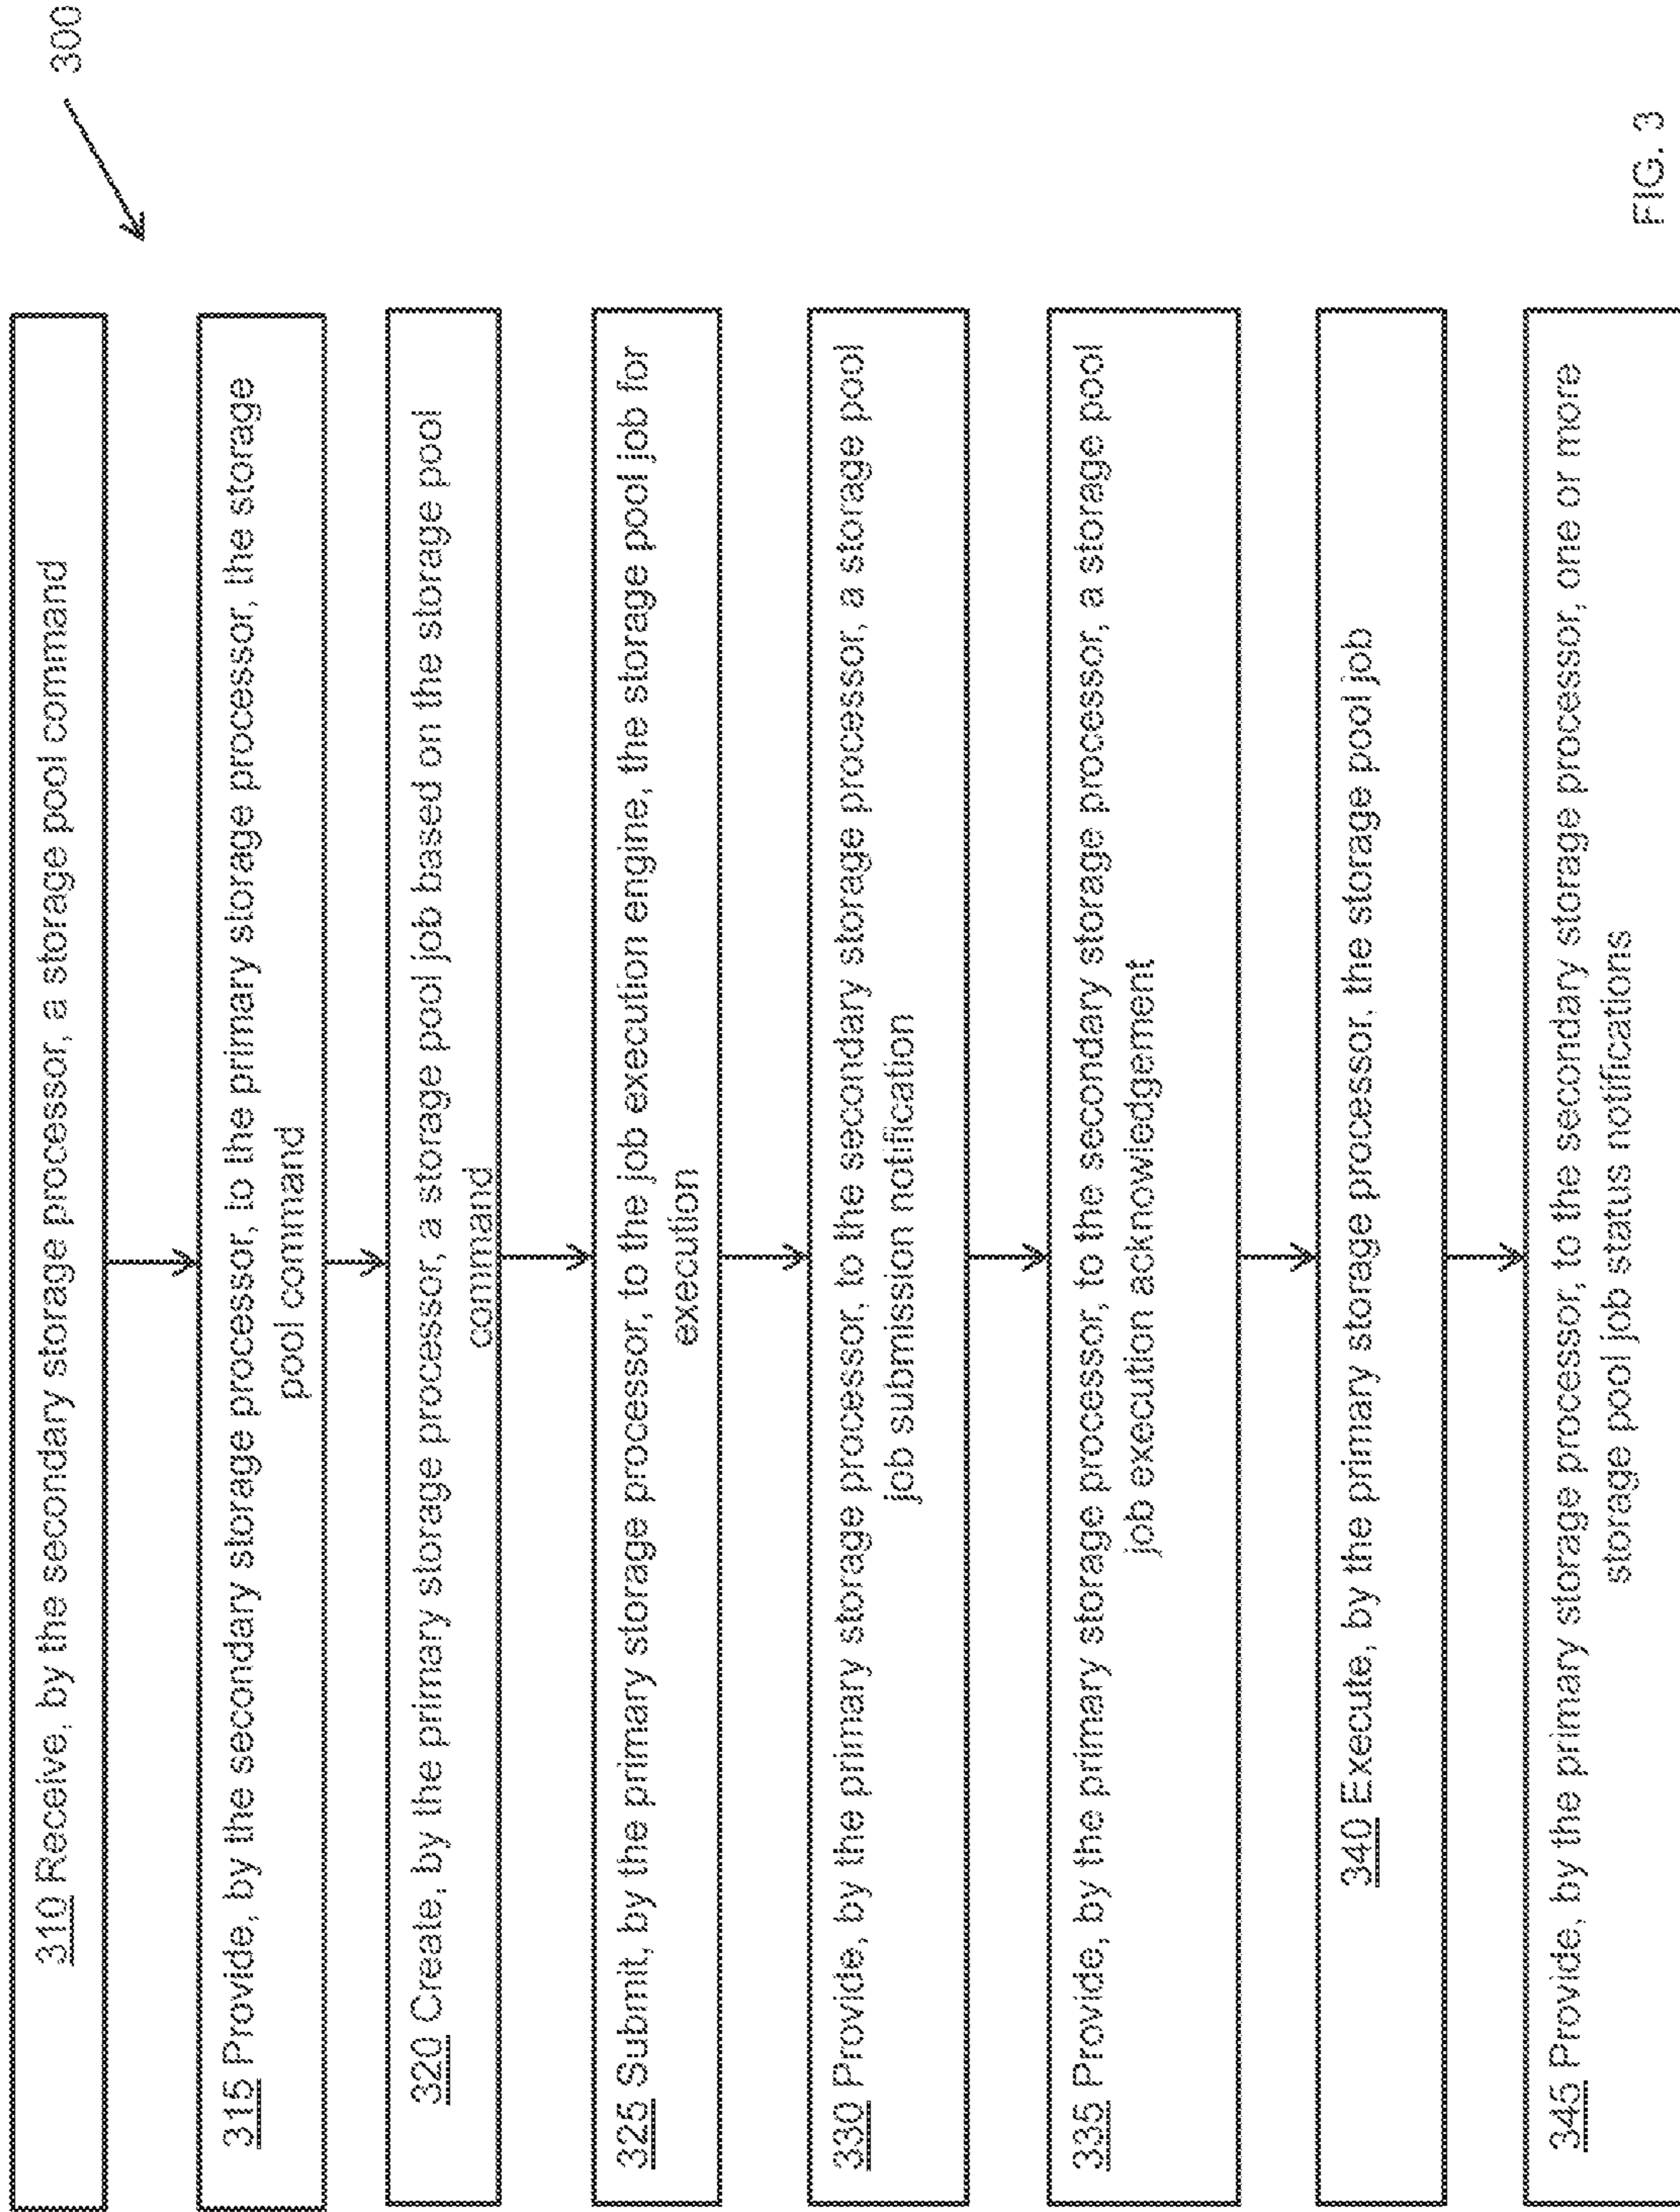 300
310 Receive, by the secondary storage processor, a storage pool command
315 Provide, by the secondary storage processor, to the primary storage processor, the storage
pool command
320 Create, by the primary storage processor, a storage pool job based on the storage pool
command
325 Submit, by the primary storage processor, to the job execution engine, the storage pool job for
execution
330 Provide, by the primary storage processor, to the secondary storage processor, a storage pool
job submission notification
335 Provide, by the primary storage processor, to the secondary storage processor, a storage pool
job execution acknowledgement
340 Execute, by the primary storage processor, the storage pool job
345 Provide, by the primary storage processor, to the secondary storage processor, one or more
storage pool job status notifications
FIG. 3